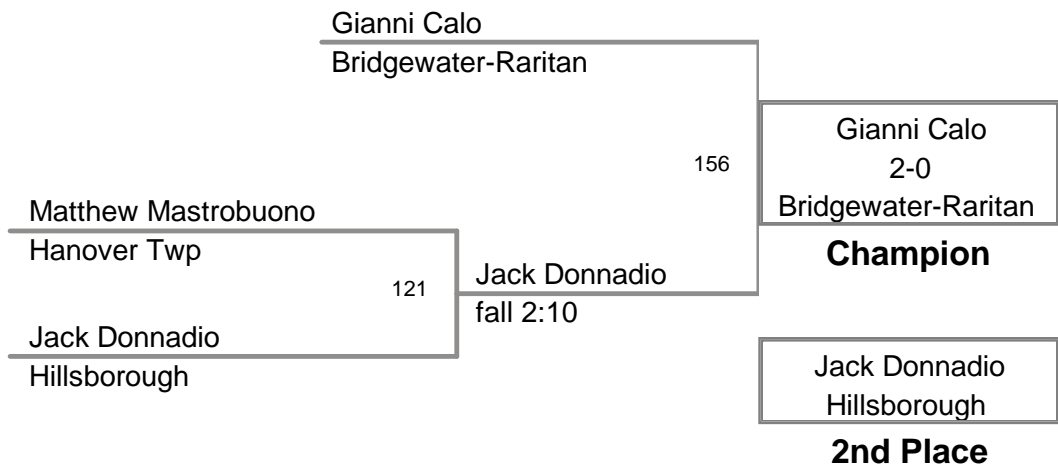 Gianni Calo
Bridgewater-Raritan
156
Gianni Calo
2-0
Bridgewater-Raritan
Champion
Matthew Mastrobuono
Hanover Twp
121
Jack Donnadio
fall 2:10
Jack Donnadio
Hillsborough
Jack Donnadio
Hillsborough
2nd Place